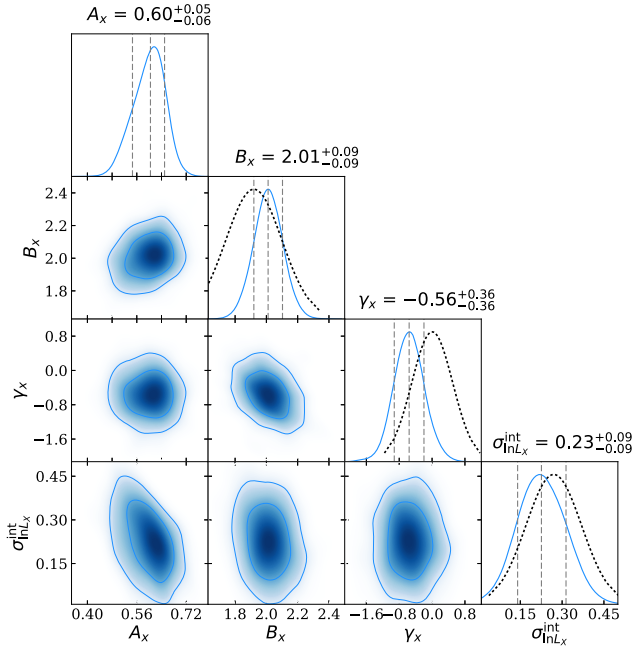 A_x = 0.60^{+0.05}_{-0.06}
B_x = 2.01^{+0.09}_{-0.09}
2.4
2.2
2.0
1.8
B_x
γ_x = −0.56^{+0.36}_{-0.36}
0.8
0.0
−0.8
−1.6
γ_x
σ^{int}_{lnL_x} = 0.23^{+0.09}_{-0.09}
0.45
0.30
0.15
σ^{int}_{lnL_x}
0.40 0.56 0.72 1.8 2.1 2.4 −1.6 −0.8 0.0 0.8 0.15 0.30 0.45
A_x B_x γ_x σ^{int}_{lnL_x}